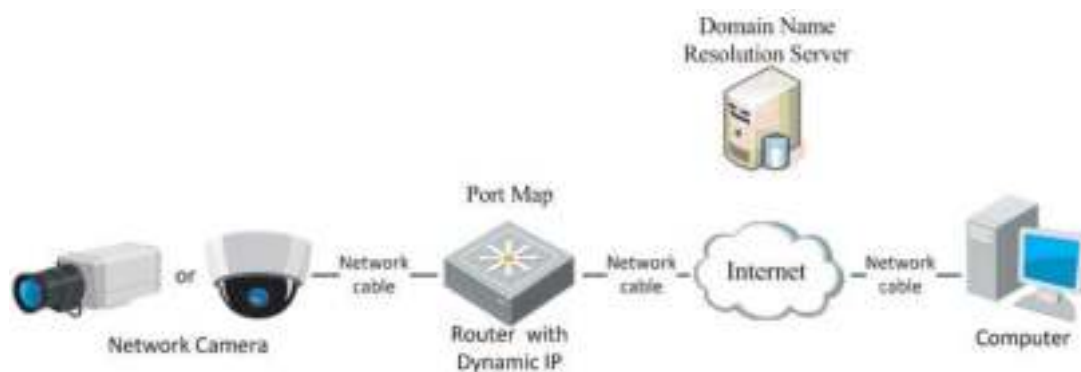 Domain Name
Resolution Server
Port Map
or
Network
cable
Network
cable
Internet
Network
cable
Network Camera
Router with
Dynamic IP
Computer